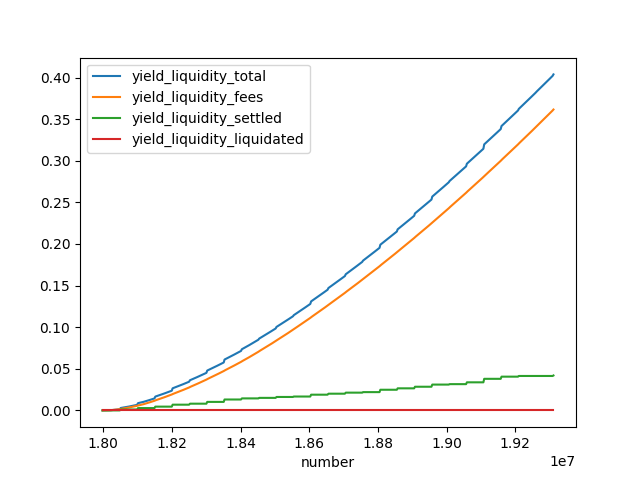 yield_liquidity_total
yield_liquidity_fees
yield_liquidity_settled
yield_liquidity_liquidated
0.40
0.35
0.30
0.25
0.20
0.15
0.10
0.05
0.00
1.80 1.82 1.84 1.86 1.88 1.90 1.92
number
1e7